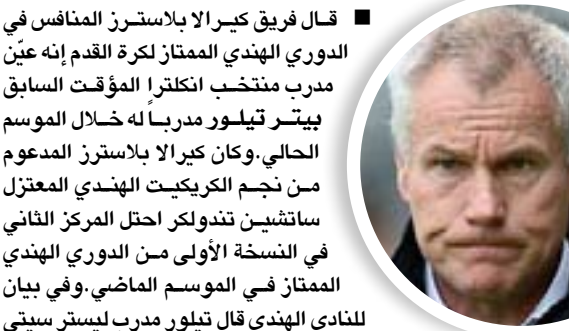 ■ قال فريق كيرالا بلاسترز المنافس في
الدوري الهندي الممتاز لكرة القدم إنه عيّن
مدرب منتخب انكلترا المؤقت السابق
بيتر تيلور مدرباً له خلال الموسم
الحالي.وكان كيرالا بلاسترز المدعوم
من نجم الكريكيت الهندي المعتزل
ساتشين تندولكر احتل المركز الثاني
في النسخة الأولى من الدوري الهندي
الممتاز في الموسم الماضي.وفي بيان
للنادي الهندي قال تيلور مدرب ليستر سيتي